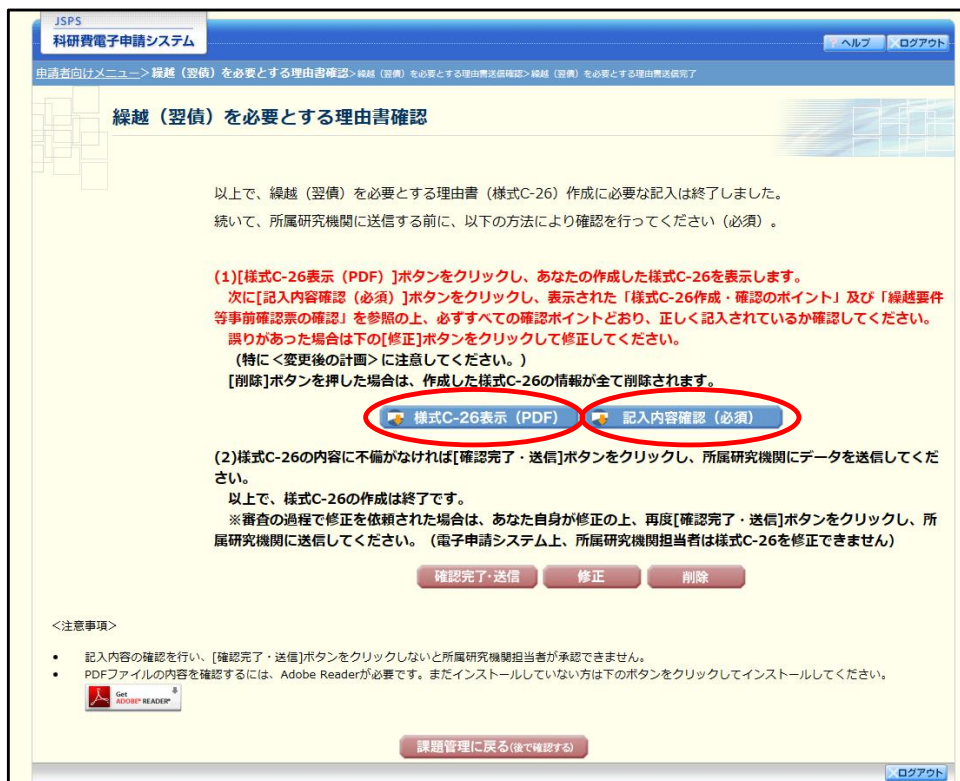 JSPS
科研費電子申請システム
ヘルプ
ログアウト
申請者向けメニュー>繰越（翌債）を必要とする理由書確認>繰越（翌債）を必要とする理由書送信確認>繰越（翌債）を必要とする理由書送信完了
繰越（翌債）を必要とする理由書確認
以上で、繰越（翌債）を必要とする理由書（様式C-26）作成に必要な記入は終了しました。
続いて、所属研究機関に送信する前に、以下の方法により確認を行ってください（必須）。
(1)[様式C-26表示（PDF）]ボタンをクリックし、あなたの作成した様式C-26を表示します。
次に[記入内容確認（必須）]ボタンをクリックし、表示された「様式C-26作成・確認のポイント」及び「繰越要件
等事前確認票の確認」を参照の上、必ずすべての確認ポイントどおり、正しく記入されているか確認してください。
誤りがあった場合は下の[修正]ボタンをクリックして修正してください。
（特に<変更後の計画>に注意してください。）
[削除]ボタンを押した場合は、作成した様式C-26の情報が全て削除されます。
様式C-26表示（PDF） 記入内容確認（必須）
(2)様式C-26の内容に不備がなければ[確認完了・送信]ボタンをクリックし、所属研究機関にデータを送信してくだ
さい。
以上で、様式C-26の作成は終了です。
※審査の過程で修正を依頼された場合は、あなた自身が修正の上、再度[確認完了・送信]ボタンをクリックし、所
属研究機関に送信してください。（電子申請システム上、所属研究機関担当者は様式C-26を修正できません）
確認完了・送信 修正 削除
<注意事項>
• 記入内容の確認を行い、[確認完了・送信]ボタンをクリックしないと所属研究機関担当者が承認できません。
• PDFファイルの内容を確認するには、Adobe Readerが必要です。まだインストールしていない方は下のボタンをクリックしてインストールしてください。
Get
ADOBE® READER®
課題管理に戻る(後で確認する)
ログアウト